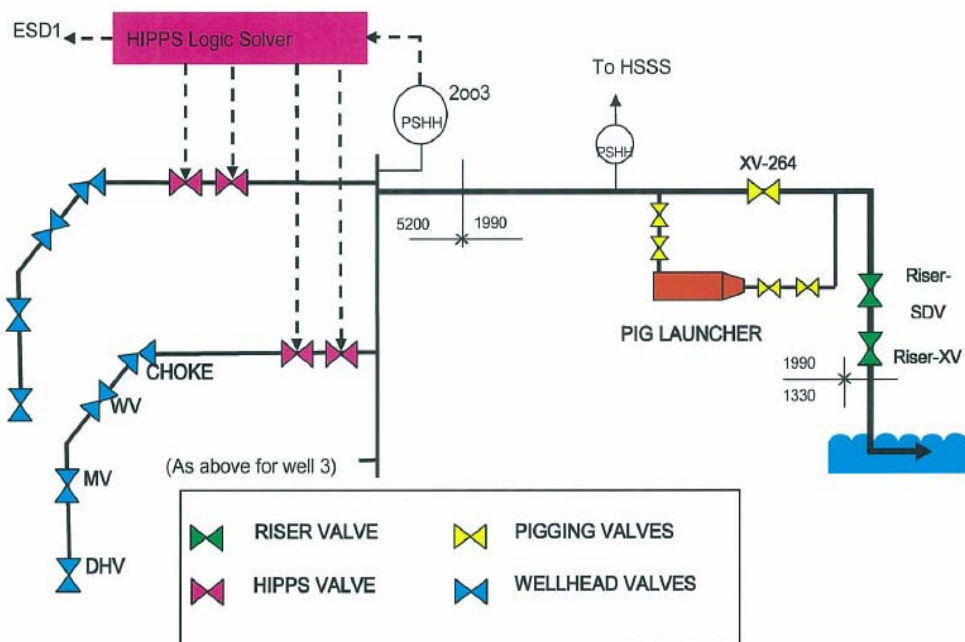 ESD1
HIPPS Logic Solver
2oo3
PSHH
To HSSS
PSHH
XV-264
5200
1990
PIG LAUNCHER
Riser-
SDV
Riser-XV
1990
1330
CHOKE
WV
MV
DHV
(As above for well 3)
RISER VALVE
PIGGING VALVES
HIPPS VALVE
WELLHEAD VALVES